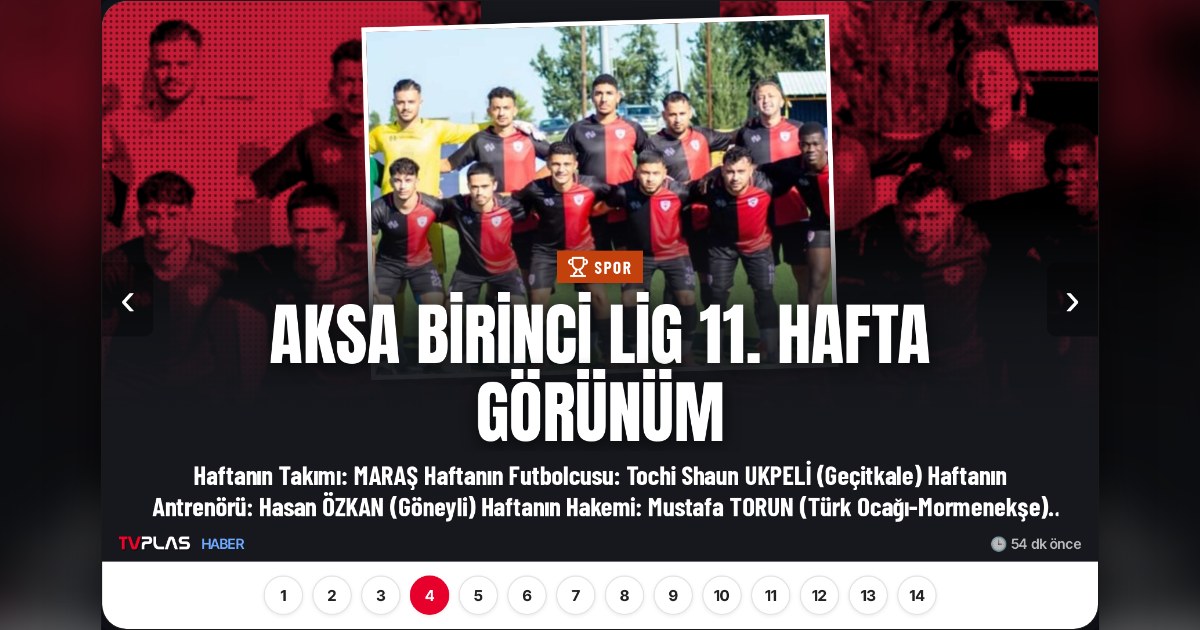 SPOR
AKSA BİRİNCİ LİG 11. HAFTA
GÖRÜNÜM
Haftanın Takımı: MARAŞ Haftanın Futbolcusu: Tochi Shaun UKPELİ (Geçitkale) Haftanın
Antrenörü: Hasan ÖZKAN (Göneyli) Haftanın Hakemi: Mustafa TORUN (Türk Ocağı-Mormenekşe)..
TVPLAS HABER
54 dk önce
1 2 3 4 5 6 7 8 9 10 11 12 13 14